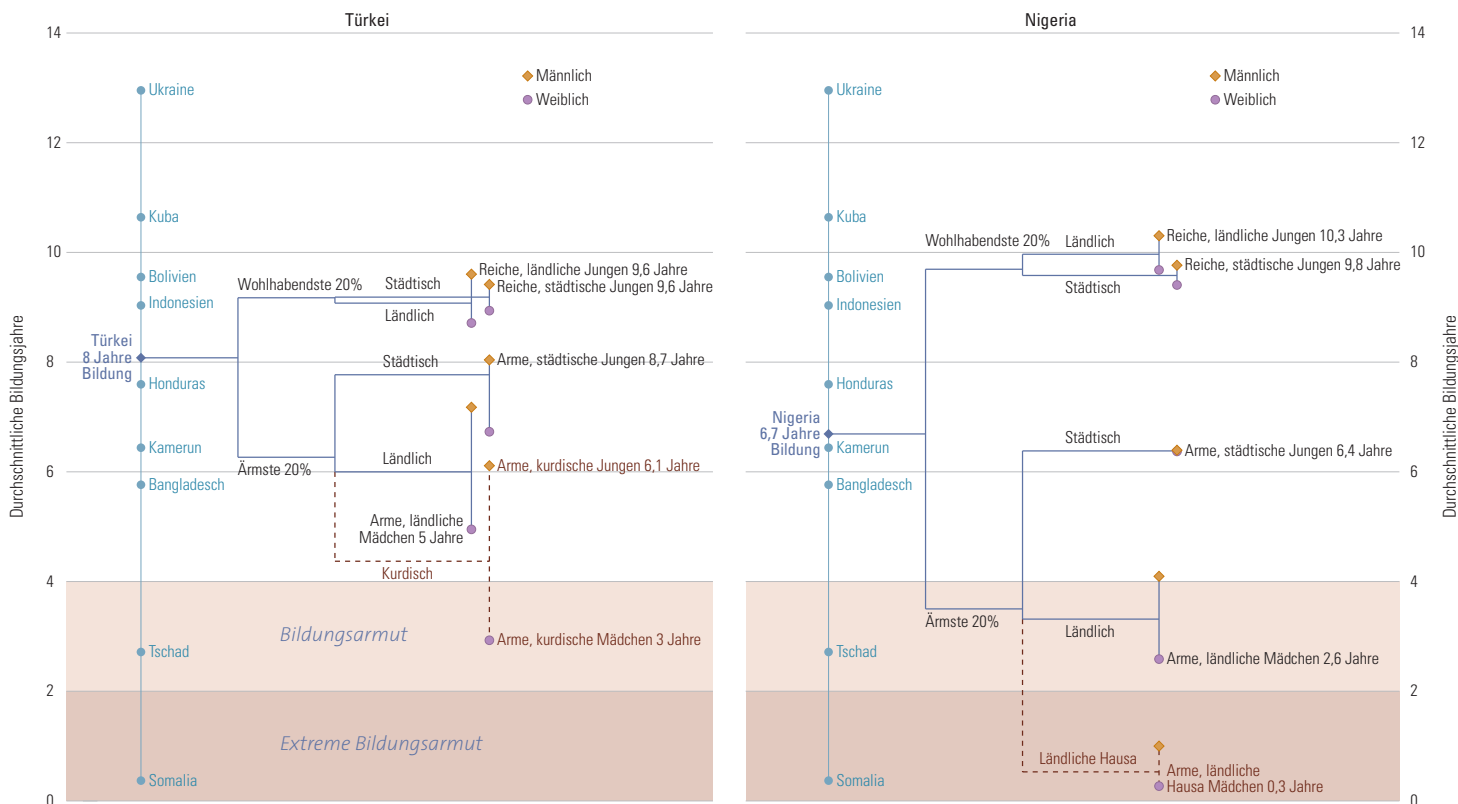 Türkei
Nigeria
14
12
10
8
6
4
2
0
Durchschnittliche Bildungsjahre
Männlich
Weiblich
Ukraine
Kuba
Bolivien
Indonesien
Türkei
8 Jahre
Bildung
Honduras
Kamerun
Bangladesch
Tschad
Somalia
Wohlhabendste 20%
Städtisch
Ländlich
Reiche, ländliche Jungen 9,6 Jahre
Reiche, städtische Jungen 9,6 Jahre
Städtisch
Arme, städtische Jungen 8,7 Jahre
Ärmste 20%
Ländlich
Arme, kurdische Jungen 6,1 Jahre
Arme, ländliche
Mädchen 5 Jahre
Kurdisch
Bildungsarmut
Arme, kurdische Mädchen 3 Jahre
Extreme Bildungsarmut
Männlich
Weiblich
Ukraine
Kuba
Bolivien
Indonesien
Honduras
Nigeria
6,7 Jahre
Bildung
Kamerun
Bangladesch
Tschad
Somalia
Wohlhabendste 20%
Ländlich
Reiche, ländliche Jungen 10,3 Jahre
Reiche, städtische Jungen 9,8 Jahre
Städtisch
Städtisch
Arme, städtische Jungen 6,4 Jahre
Ärmste 20%
Ländlich
Arme, ländliche Mädchen 2,6 Jahre
Ländliche Hausa
Arme, ländliche
Hausa Mädchen 0,3 Jahre
14
12
10
8
6
4
2
0
Durchschnittliche Bildungsjahre